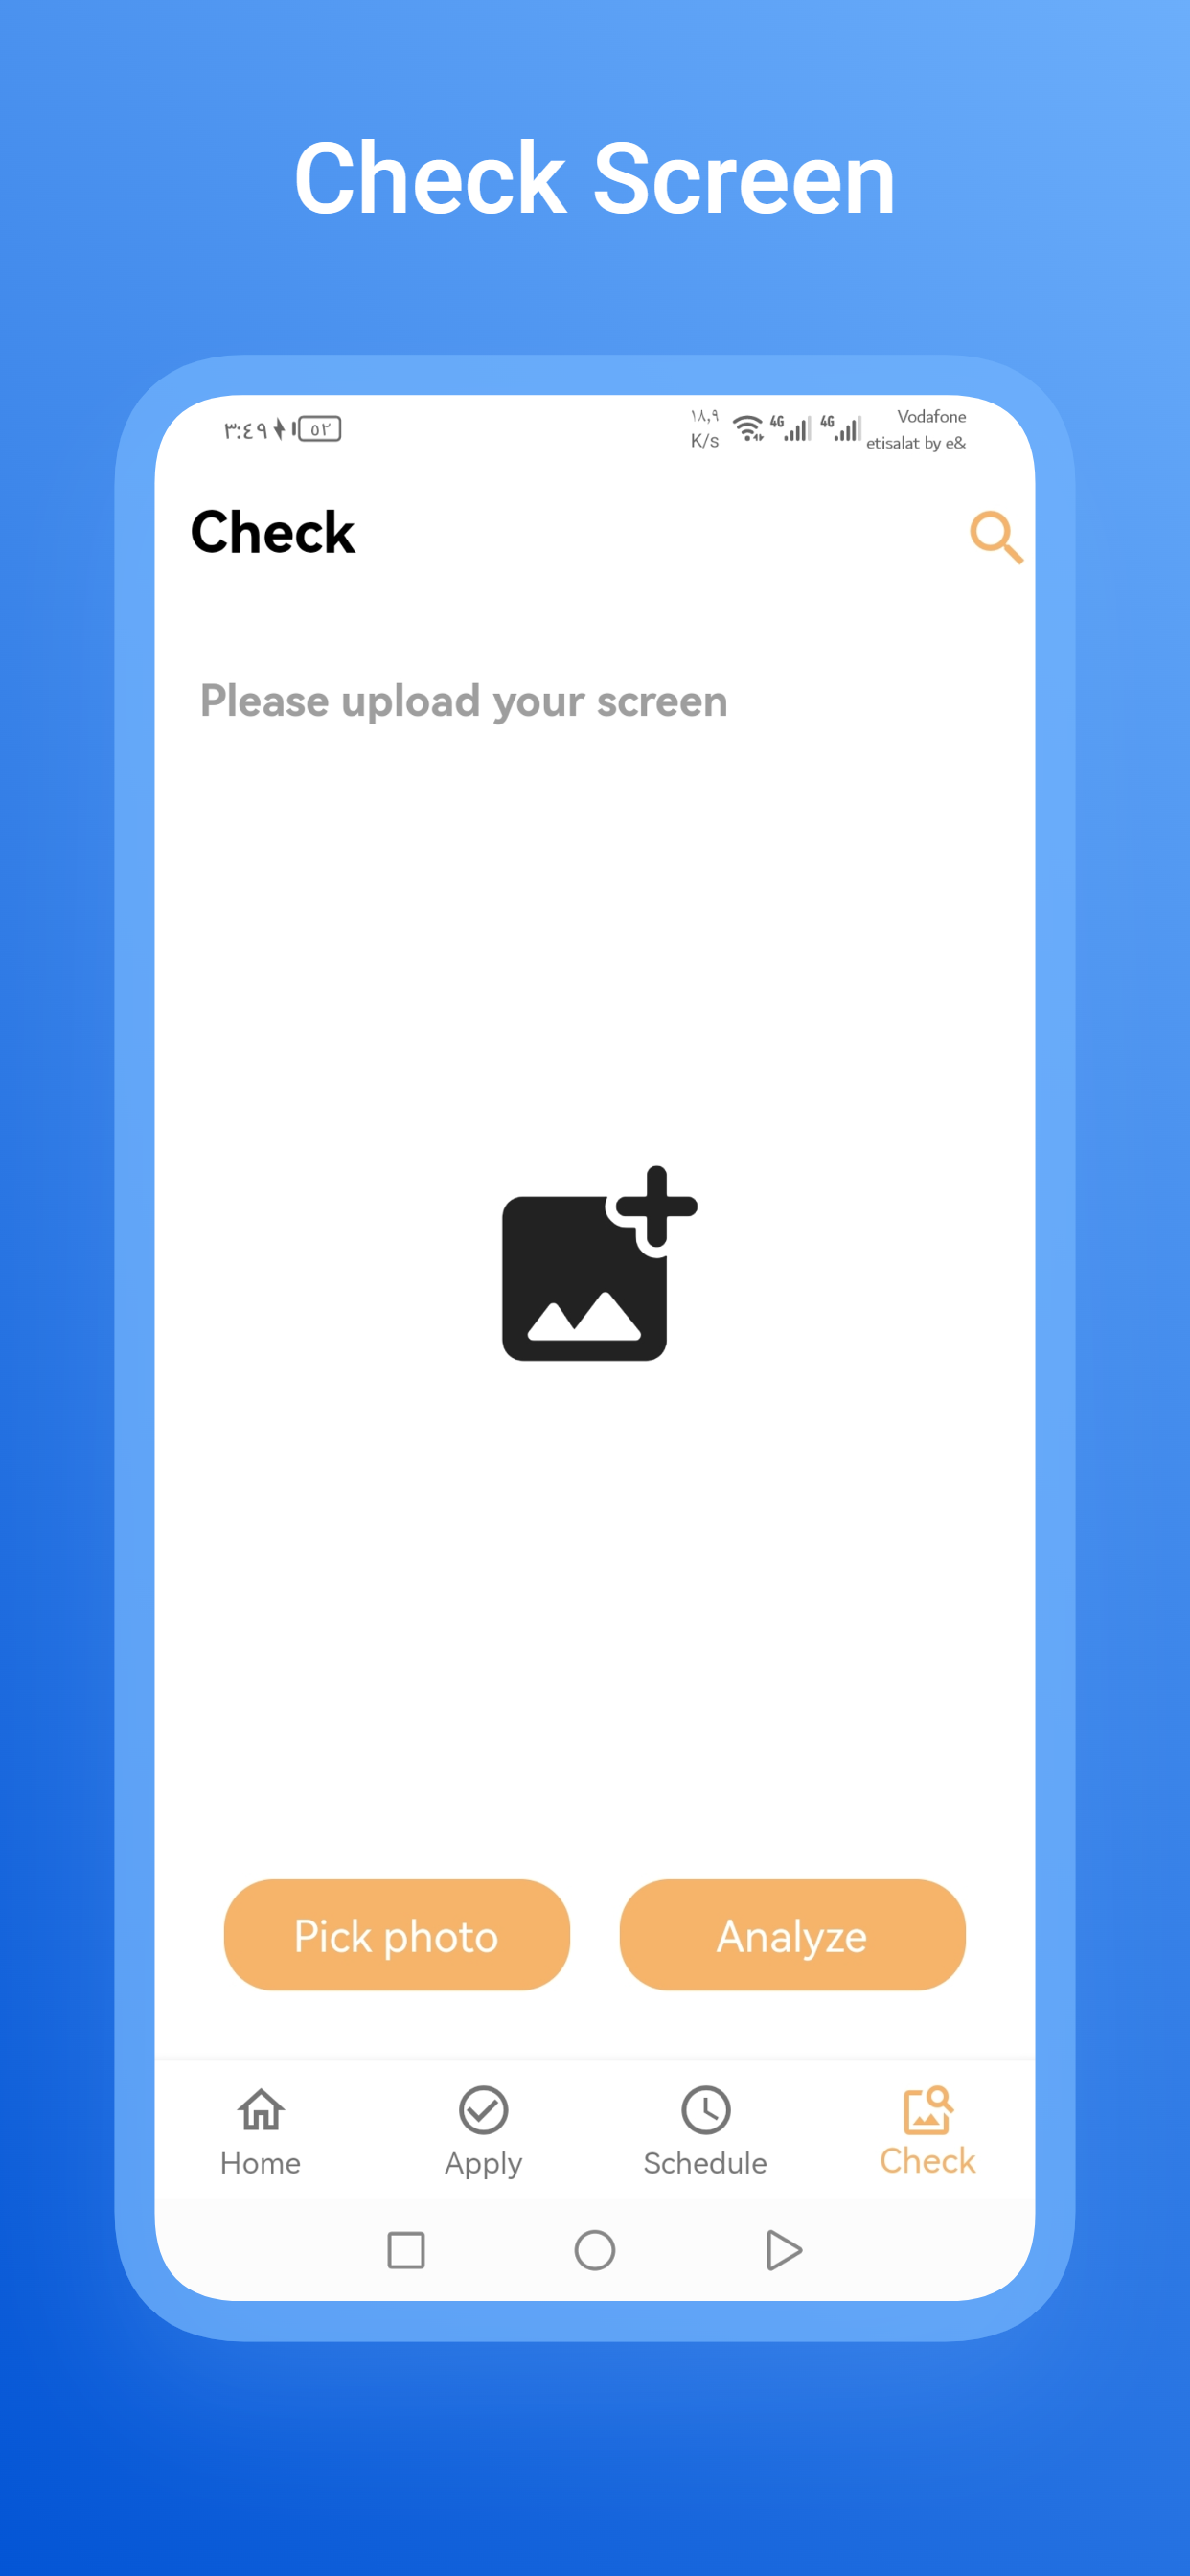 Check Screen
٣:٤٩ ٥٢ ١٨,٩ K/s 4G 4G Vodafone
etisalat by e&
Check
Please upload your screen
Pick photo Analyze
Home Apply Schedule Check